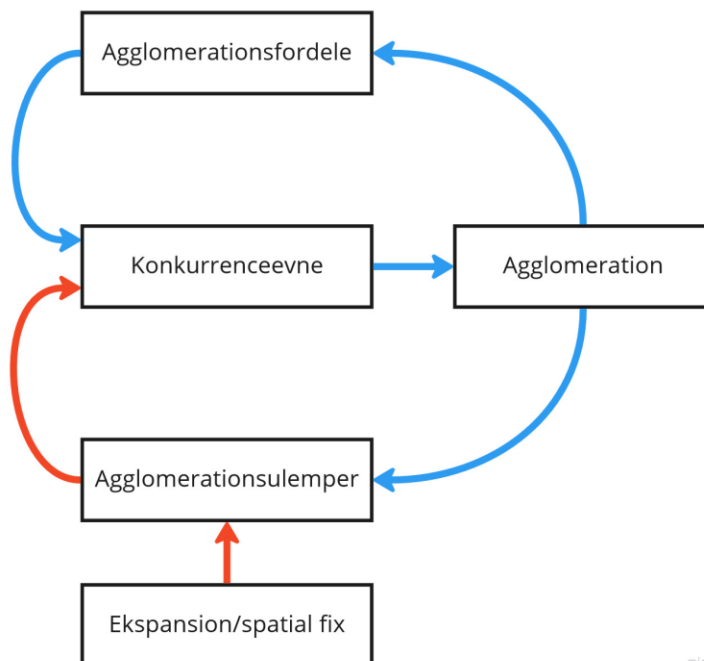 Agglomerationsfordele
Konkurrenceevne
Agglomeration
Agglomerationsulemper
Ekspansion/spatial fix